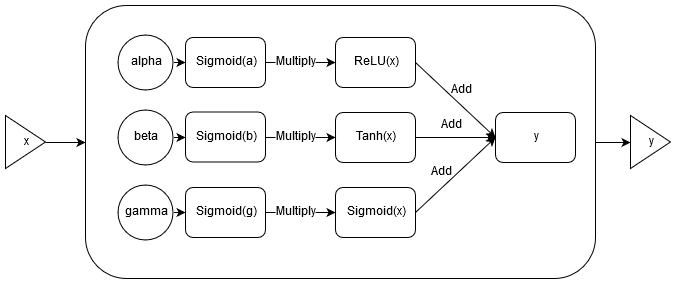 alpha Sigmoid(a) Multiply ReLU(x)
Add
x beta Sigmoid(b) Multiply Tanh(x) Add y y
gamma Sigmoid(g) Multiply Sigmoid(x) Add